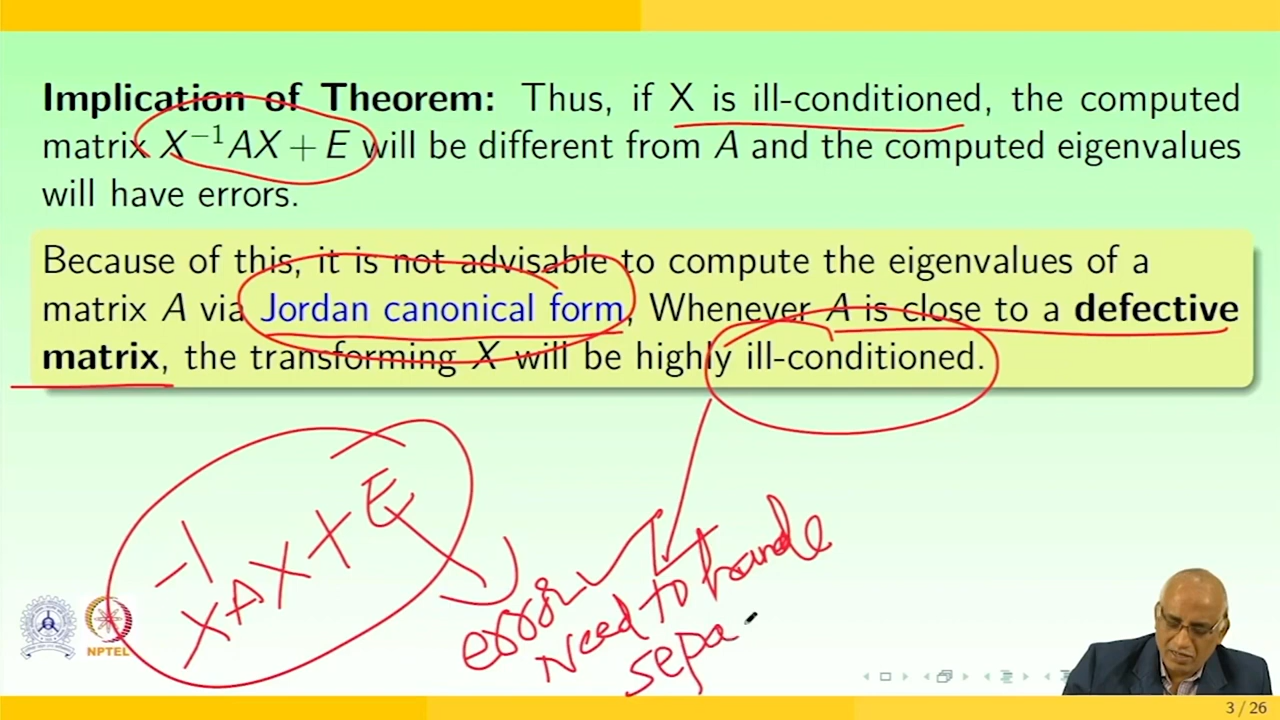 Implication of Theorem: Thus, if X is ill-conditioned, the computed
matrix X⁻¹AX + E will be different from A and the computed eigenvalues
will have errors.
Because of this, it is not advisable to compute the eigenvalues of a
matrix A via Jordan canonical form, Whenever A is close to a defective
matrix, the transforming X will be highly ill-conditioned.
X⁻¹AX + E
error
Need to handle
sepa
NPTEL
3 / 26